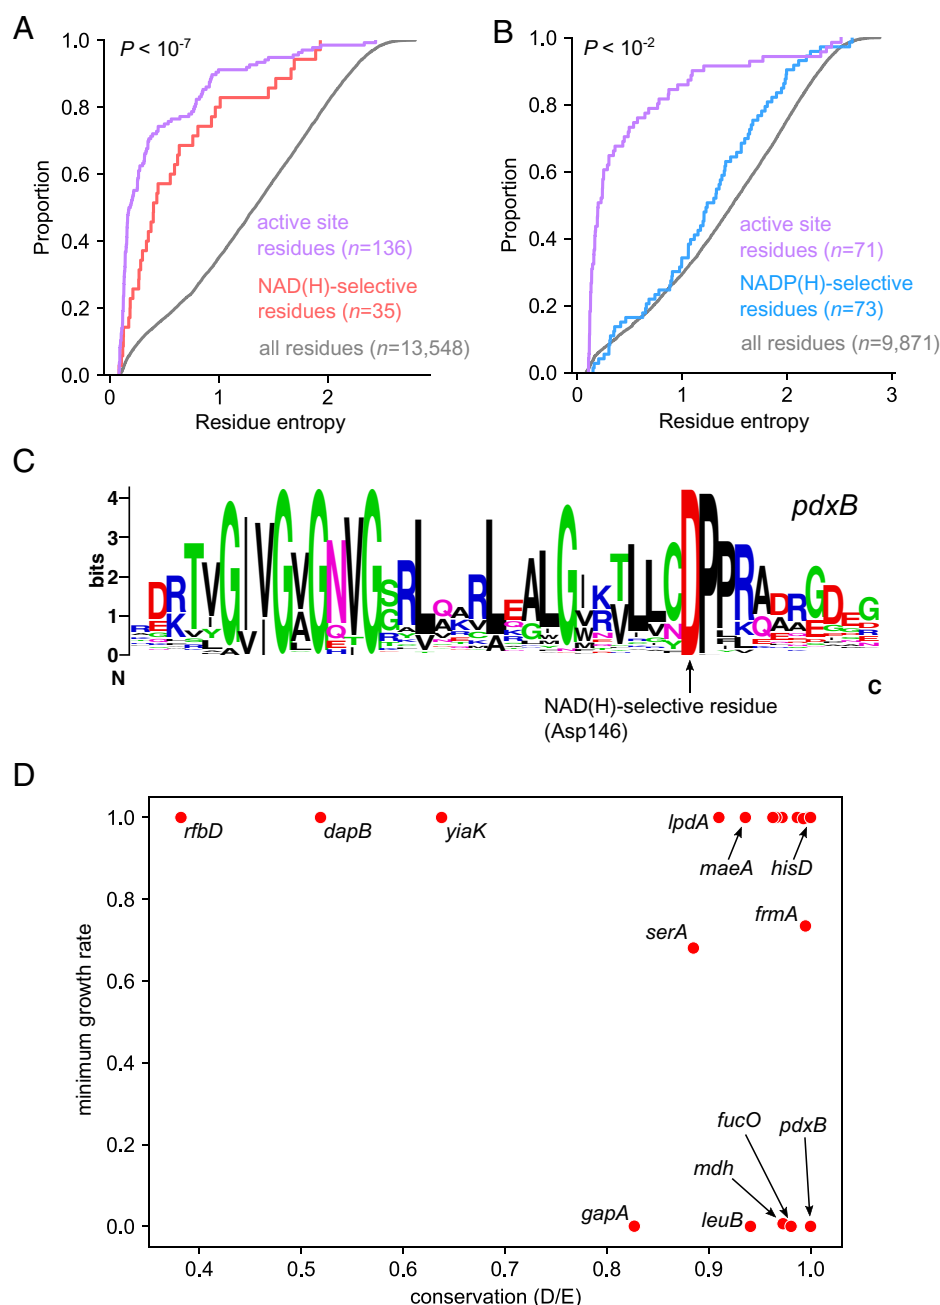 A
P < 10⁻⁷
1.0
0.8
0.6
0.4
0.2
0.0
Proportion
active site
residues (n=136)
NAD(H)-selective
residues (n=35)
all residues (n=13,548)
0
1
2
Residue entropy
B
P < 10⁻²
1.0
0.8
0.6
0.4
0.2
0.0
Proportion
active site
residues (n=71)
NADP(H)-selective
residues (n=73)
all residues (n=9,871)
0
1
2
3
Residue entropy
C
pdxB
bits
4
3
2
1
0
N
C
NAD(H)-selective residue
(Asp146)
D
minimum growth rate
1.0
0.8
0.6
0.4
0.2
0.0
rfbD
dapB
yiaK
lpdA
maeA
hisD
serA
frmA
fucO
pdxB
mdh
gapA
leuB
0.4
0.5
0.6
0.7
0.8
0.9
1.0
conservation (D/E)